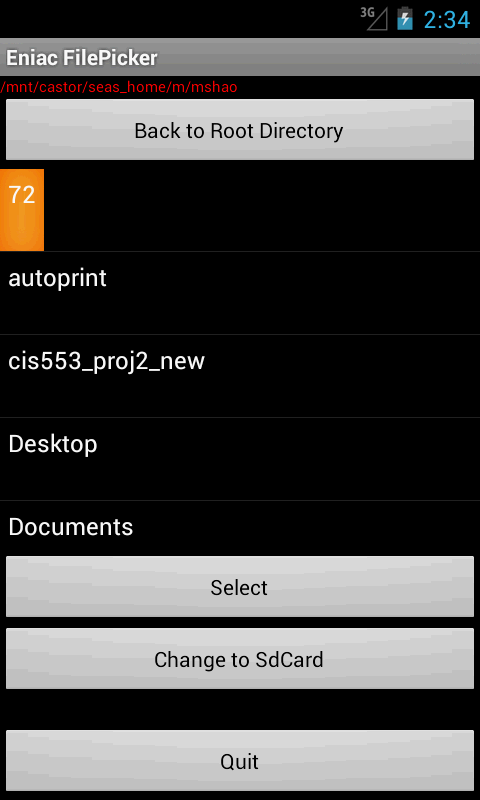 3G 2:34
Eniac FilePicker
/mnt/castor/seas_home/m/mshao
Back to Root Directory
72
autoprint
cis553_proj2_new
Desktop
Documents
Select
Change to SdCard
Quit